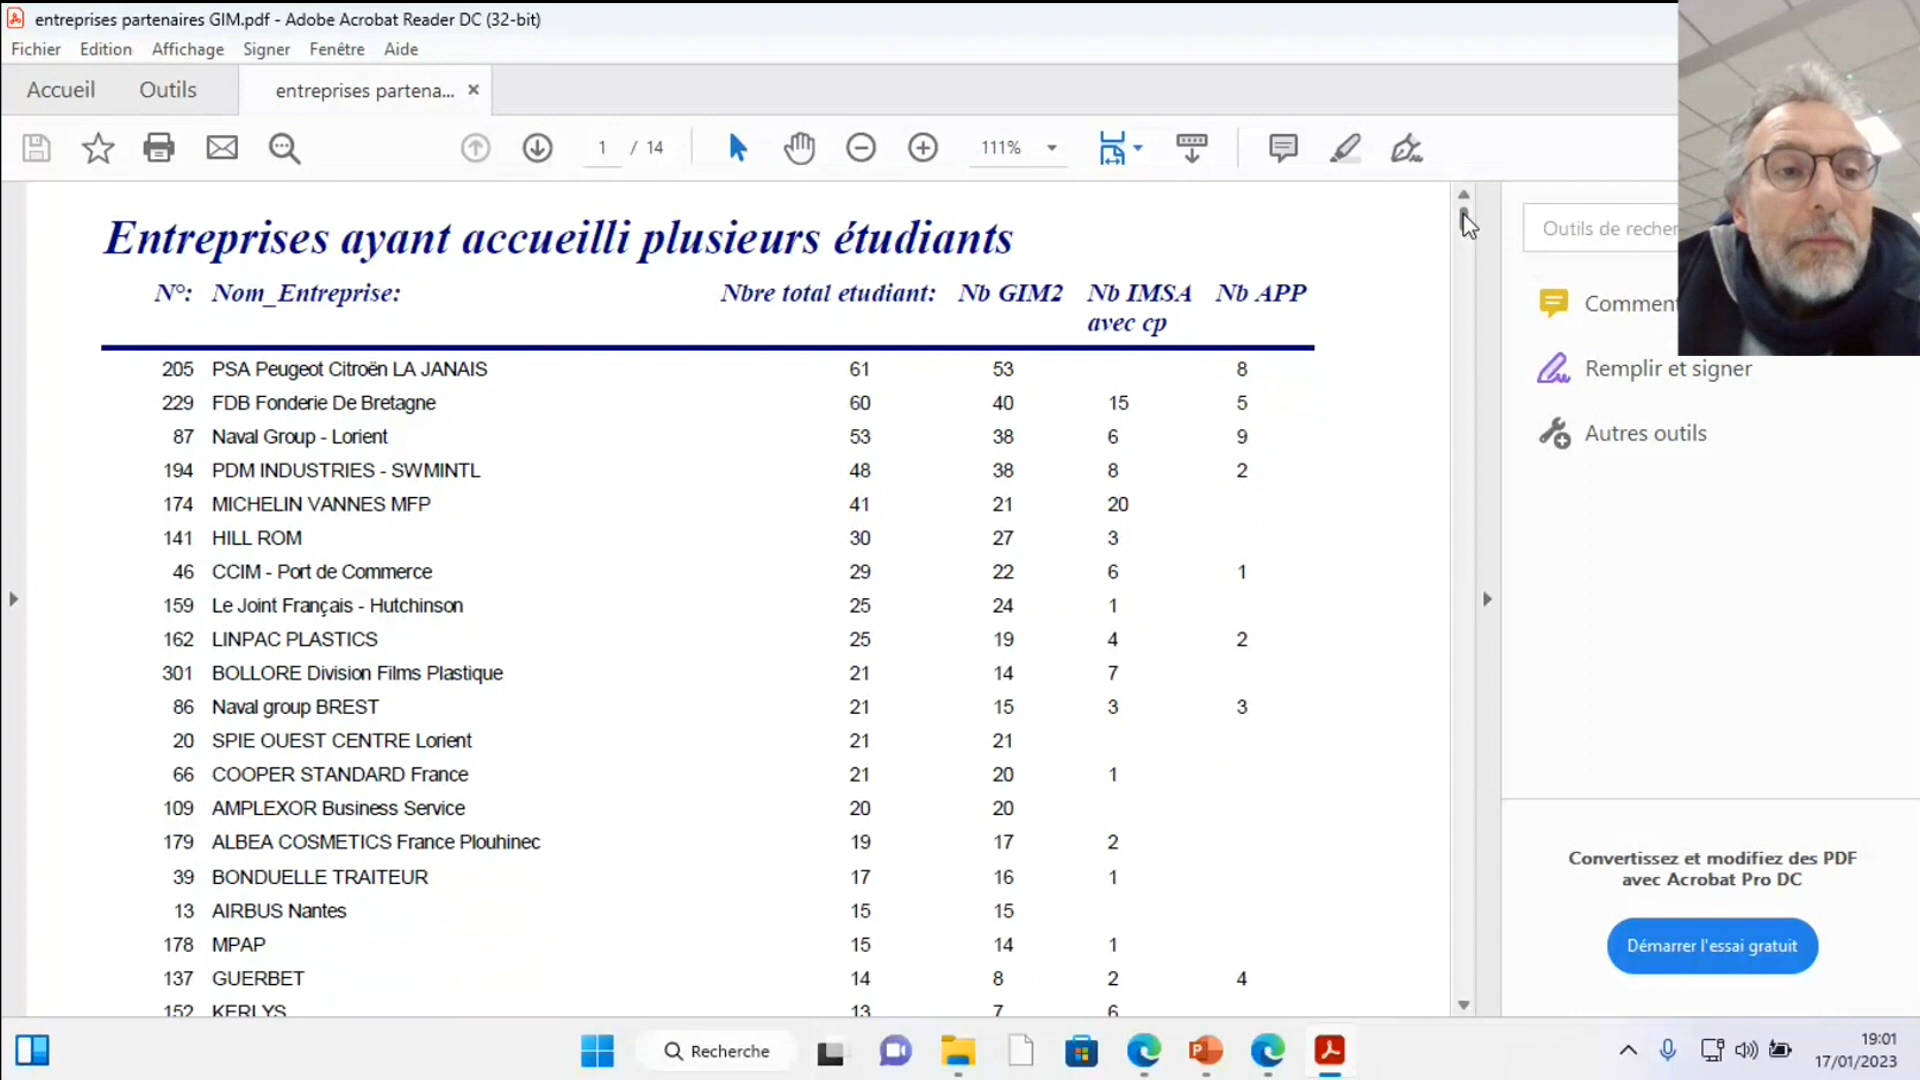 entreprises partenaires GIM.pdf - Adobe Acrobat Reader DC (32-bit)
Fichier Edition Affichage Signer Fenêtre Aide
Accueil Outils entreprises partena...
1 / 14 111%
Entreprises ayant accueilli plusieurs étudiants
N°: Nom_Entreprise: Nbre total etudiant: Nb GIM2 Nb IMSA Nb APP
avec cp
205 PSA Peugeot Citroën LA JANAIS 61 53 8
229 FDB Fonderie De Bretagne 60 40 15 5
87 Naval Group - Lorient 53 38 6 9
194 PDM INDUSTRIES - SWMINTL 48 38 8 2
174 MICHELIN VANNES MFP 41 21 20
141 HILL ROM 30 27 3
46 CCIM - Port de Commerce 29 22 6 1
159 Le Joint Français - Hutchinson 25 24 1
162 LINPAC PLASTICS 25 19 4 2
301 BOLLORE Division Films Plastique 21 14 7
86 Naval group BREST 21 15 3 3
20 SPIE OUEST CENTRE Lorient 21 21
66 COOPER STANDARD France 21 20 1
109 AMPLEXOR Business Service 20 20
179 ALBEA COSMETICS France Plouhinec 19 17 2
39 BONDUELLE TRAITEUR 17 16 1
13 AIRBUS Nantes 15 15
178 MPAP 15 14 1
137 GUERBET 14 8 2 4
152 KERLYS 13 7 6
Outils de recher
Comment
Remplir et signer
Autres outils
Convertissez et modifiez des PDF
avec Acrobat Pro DC
Démarrer l'essai gratuit
Recherche
19:01
17/01/2023